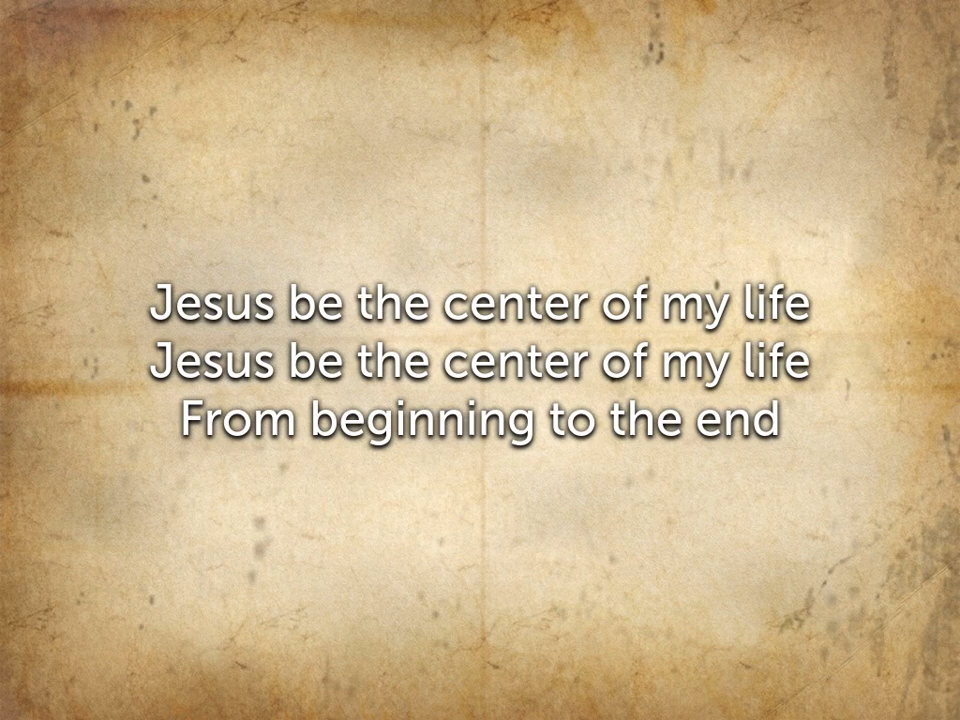 Jesus be the center of my life
Jesus be the center of my life
From beginning to the end